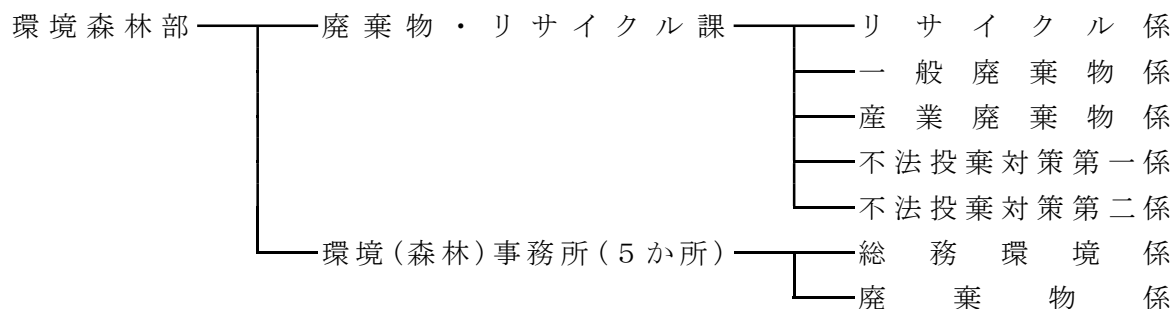 環境森林部 廃棄物・リサイクル課 リサイクル係
一般廃棄物係
産業廃棄物係
不法投棄対策第一係
不法投棄対策第二係
環境(森林)事務所(5か所) 総務環境係
廃棄物係